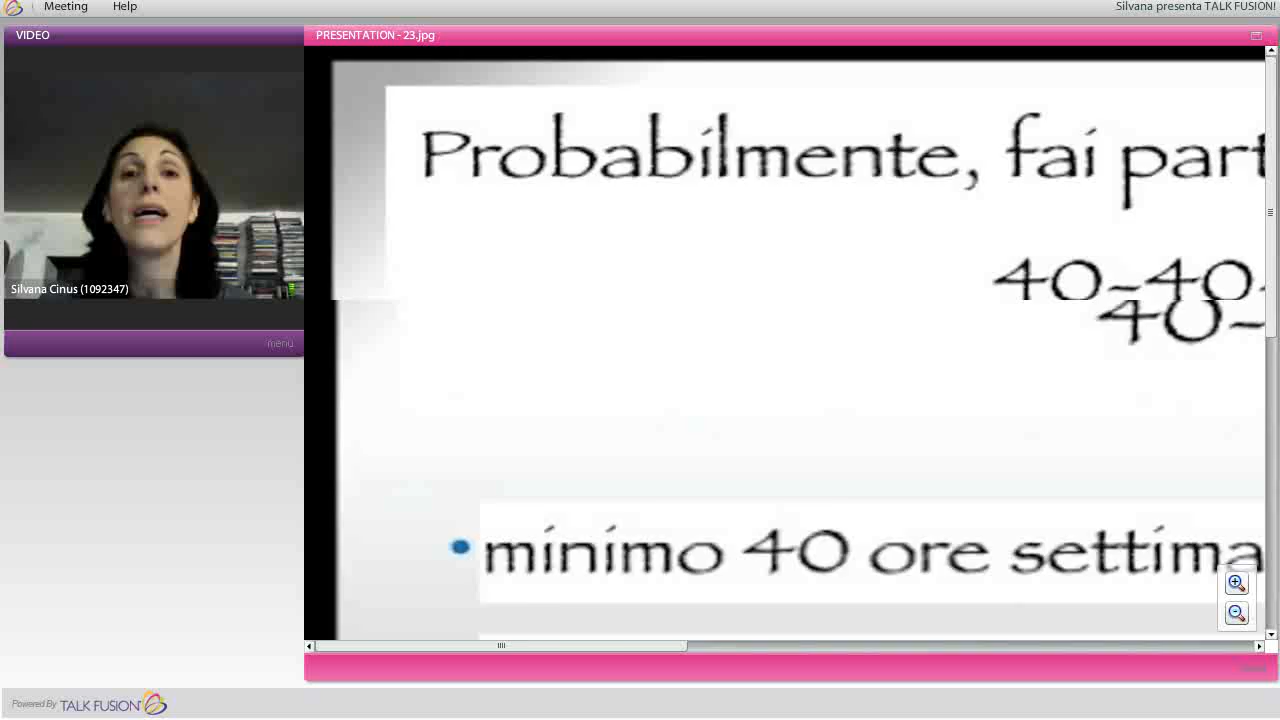 Meeting Help
Silvana presenta TALK FUSION!
VIDEO
PRESENTATION - 23.jpg
Probabilmente, fai part
40-40-
40-
Silvana Cinus (1092347)
menu
• minimo 40 ore settima
Powered By TALK FUSION